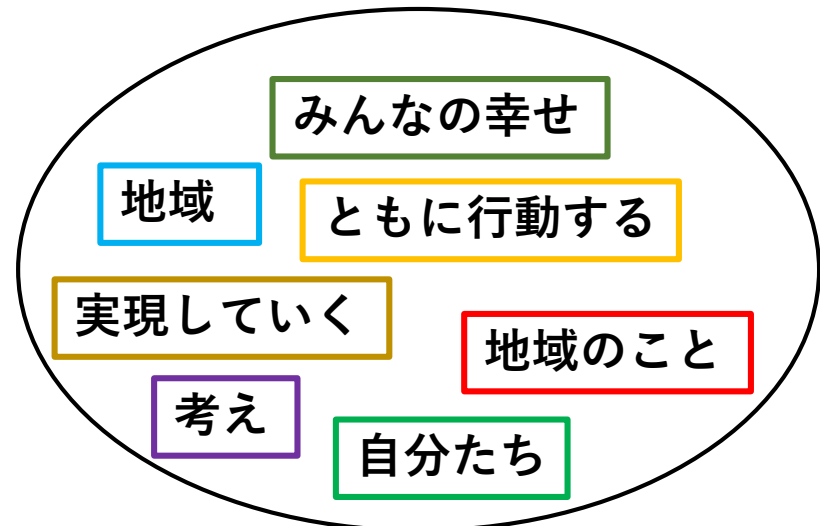 みんなの幸せ
地域
ともに行動する
実現していく
地域のこと
考え
自分たち